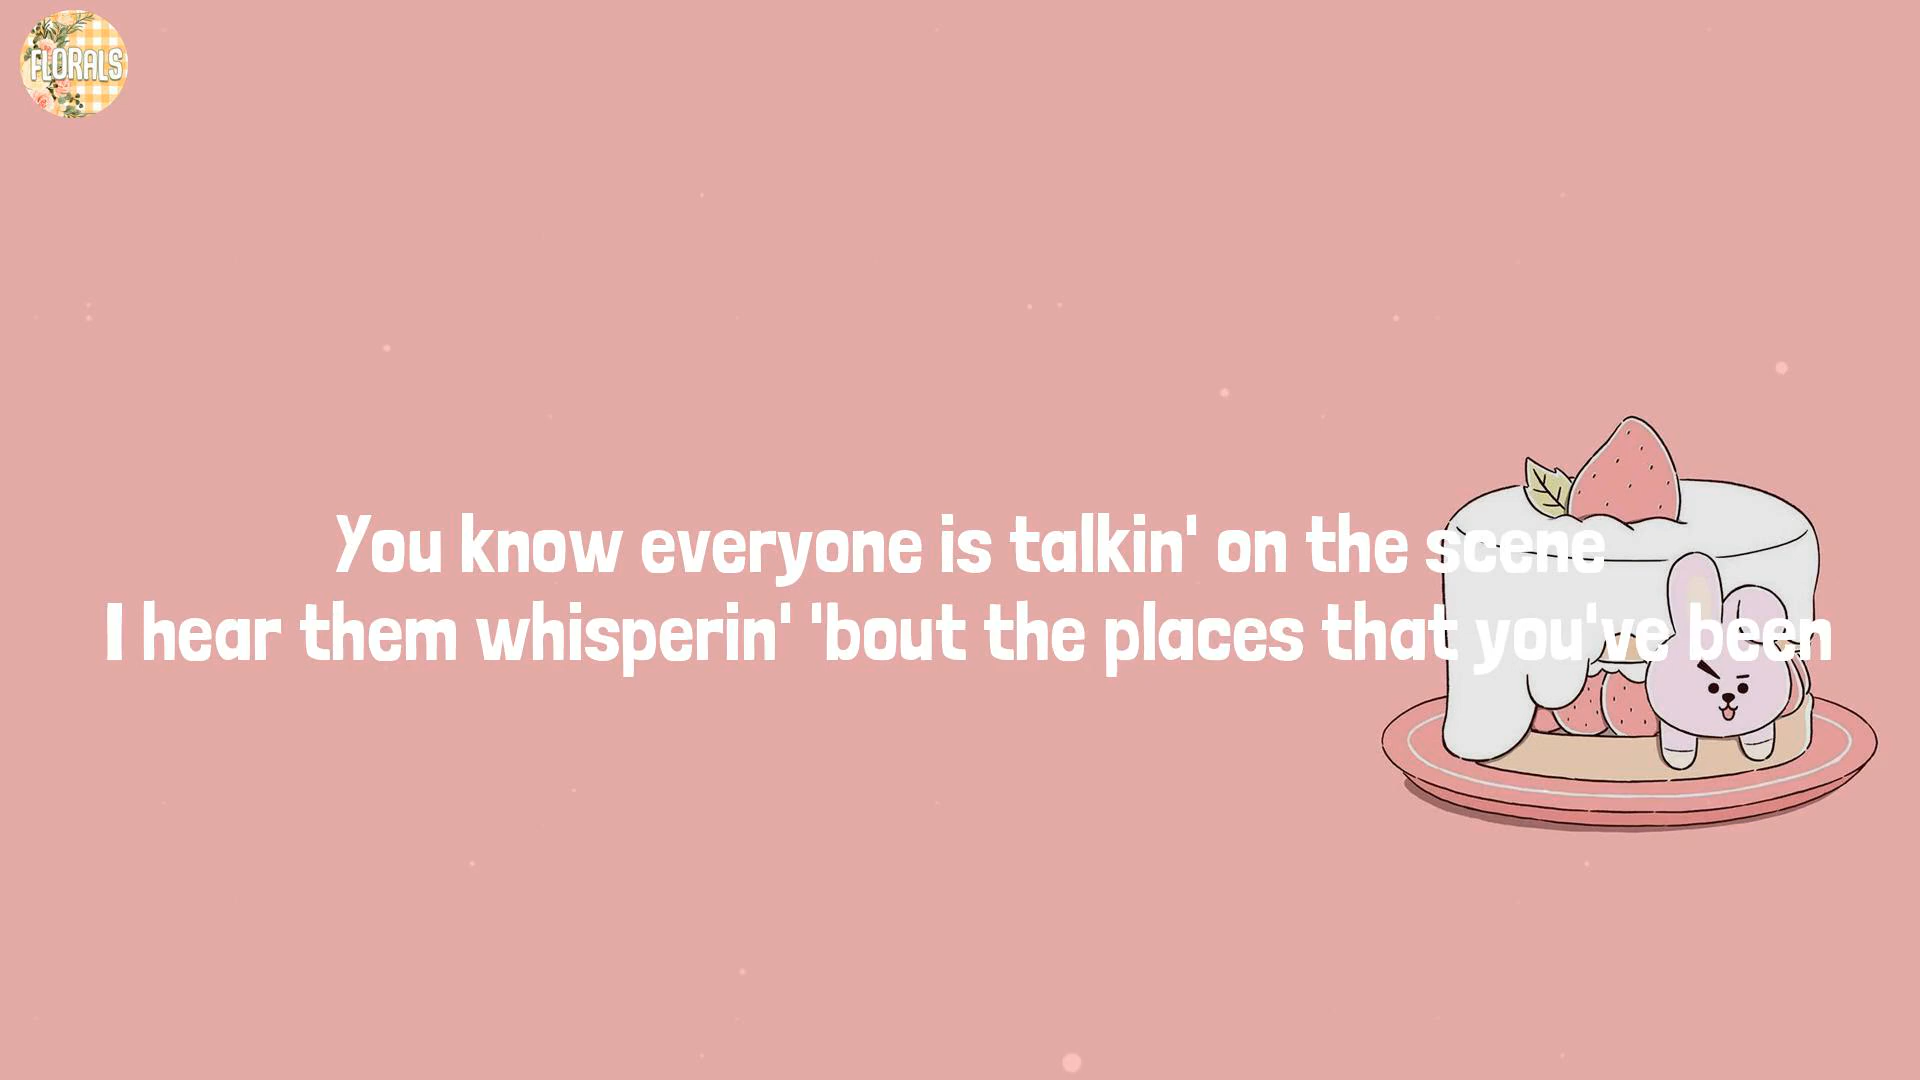 FLORALS
You know everyone is talkin' on the scene
I hear them whisperin' 'bout the places that you've been